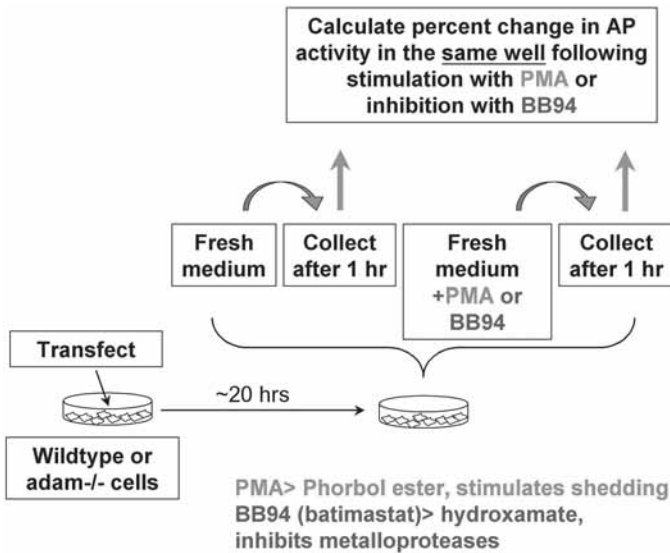 Calculate percent change in AP
activity in the same well following
stimulation with PMA or
inhibition with BB94
Fresh
medium
Collect
after 1 hr
Fresh
medium
+PMA or
BB94
Collect
after 1 hr
Transfect
~20 hrs
Wildtype or
adam-/- cells
PMA> Phorbol ester, stimulates shedding
BB94 (batimastat)> hydroxamate,
inhibits metalloproteases